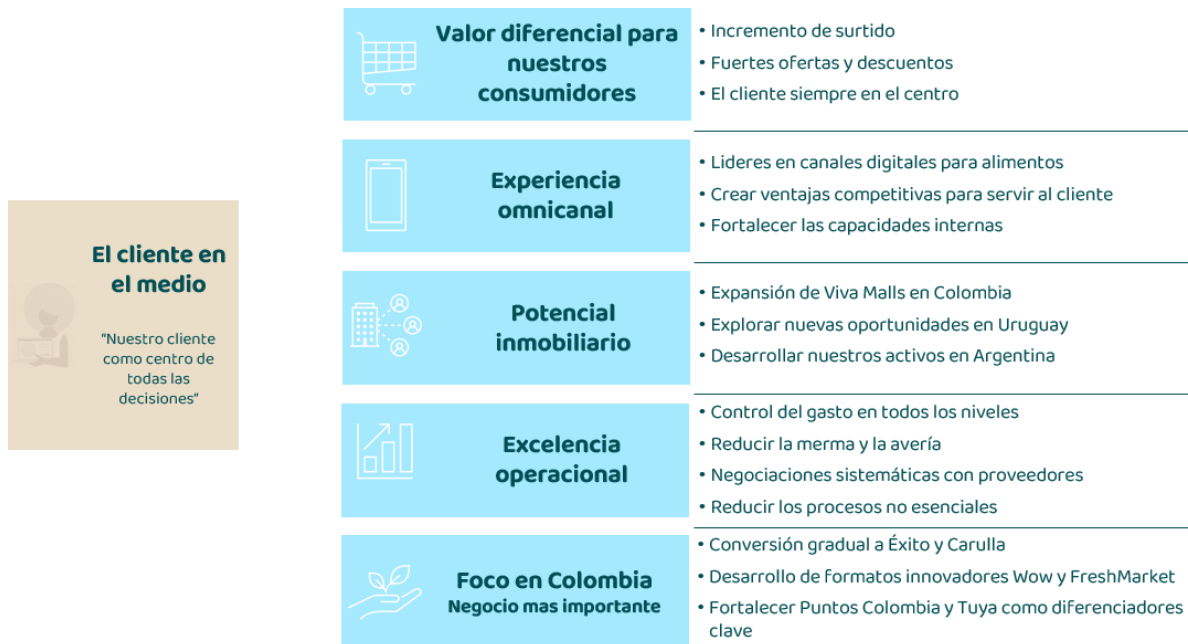 El cliente en
el medio
“Nuestro cliente
como centro de
todas las
decisiones”
Valor diferencial para
nuestros
consumidores
• Incremento de surtido
• Fuertes ofertas y descuentos
• El cliente siempre en el centro
Experiencia
omnicanal
• Lideres en canales digitales para alimentos
• Crear ventajas competitivas para servir al cliente
• Fortalecer las capacidades internas
Potencial
inmobiliario
• Expansión de Viva Malls en Colombia
• Explorar nuevas oportunidades en Uruguay
• Desarrollar nuestros activos en Argentina
Excelencia
operacional
• Control del gasto en todos los niveles
• Reducir la merma y la avería
• Negociaciones sistemáticas con proveedores
• Reducir los procesos no esenciales
Foco en Colombia
Negocio mas importante
• Conversión gradual a Éxito y Carulla
• Desarrollo de formatos innovadores Wow y FreshMarket
• Fortalecer Puntos Colombia y Tuya como diferenciadores
clave